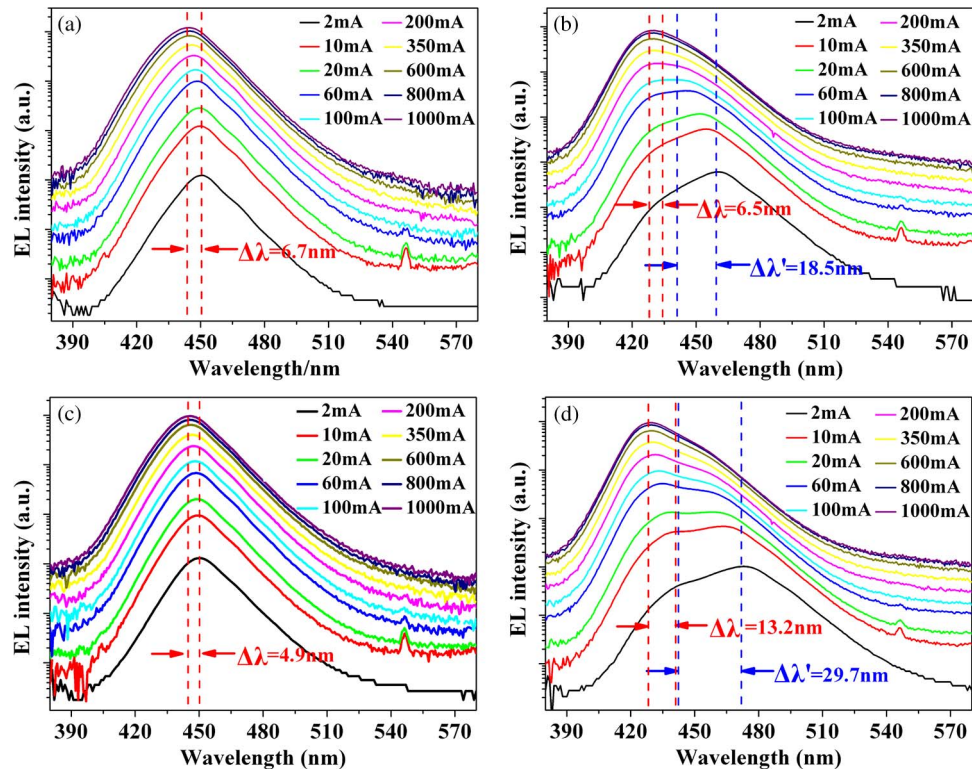 (a)
2mA 200mA
10mA 350mA
20mA 600mA
60mA 800mA
100mA 1000mA
Δλ=6.7nm
EL intensity (a.u.)
390 420 450 480 510 540 570
Wavelength/nm
(b)
2mA 200mA
10mA 350mA
20mA 600mA
60mA 800mA
100mA 1000mA
Δλ=6.5nm
Δλ'=18.5nm
EL intensity (a.u.)
390 420 450 480 510 540 570
Wavelength (nm)
(c)
2mA 200mA
10mA 350mA
20mA 600mA
60mA 800mA
100mA 1000mA
Δλ=4.9nm
EL intensity (a.u.)
390 420 450 480 510 540 570
Wavelength (nm)
(d)
2mA 200mA
10mA 350mA
20mA 600mA
60mA 800mA
100mA 1000mA
Δλ=13.2nm
Δλ'=29.7nm
EL intensity (a.u.)
390 420 450 480 510 540 570
Wavelength (nm)